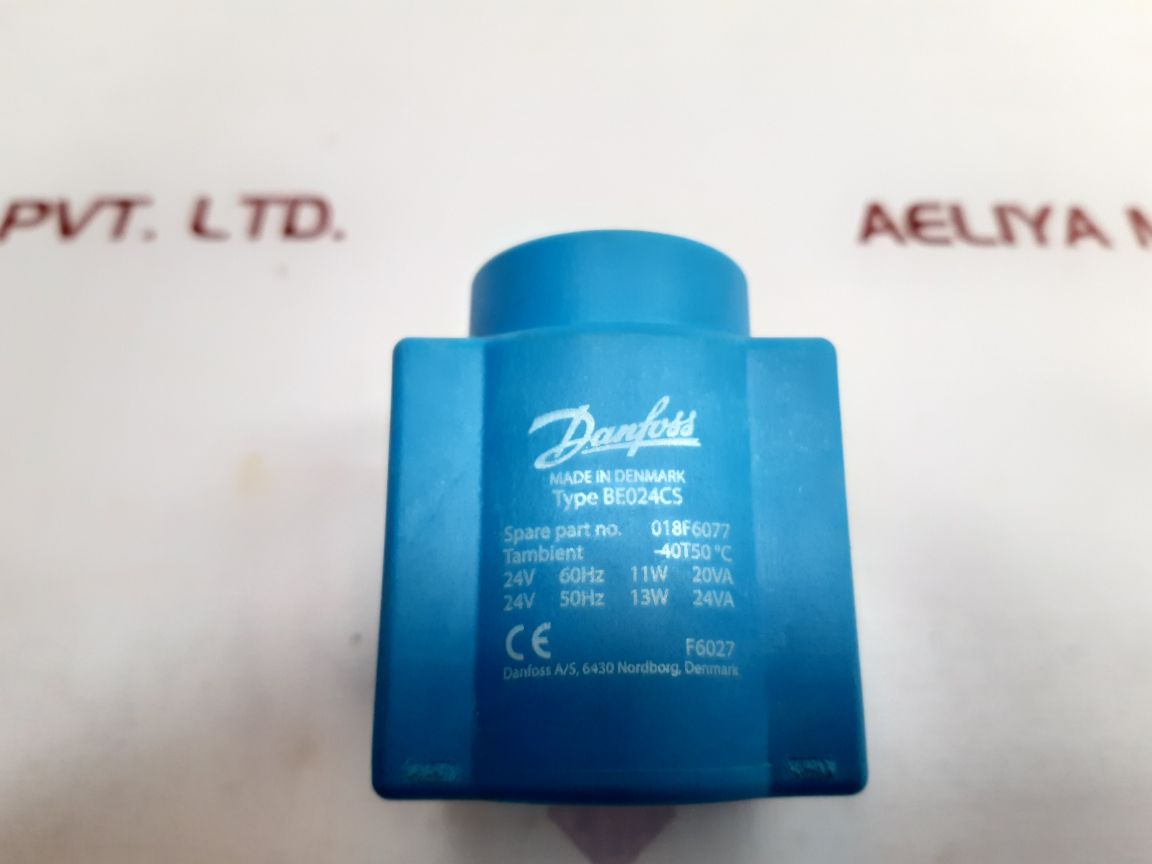 PVT. LTD.
AELIYA M
Danfoss
MADE IN DENMARK
Type BE024CS
Spare part no. 018F6077
Tambient -40T50 °C
24V 60Hz 11W 20VA
24V 50Hz 13W 24VA
CE F6027
Danfoss A/S, 6430 Nordborg, Denmark